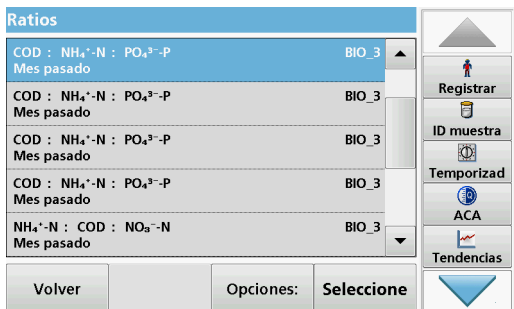 Ratios
COD : NH₄⁺-N : PO₄³⁻-P BIO_3
Mes pasado
COD : NH₄⁺-N : PO₄³⁻-P BIO_3
Mes pasado
COD : NH₄⁺-N : PO₄³⁻-P BIO_3
Mes pasado
COD : NH₄⁺-N : PO₄³⁻-P BIO_3
Mes pasado
NH₄⁺-N : COD : NO₃⁻-N BIO_3
Mes pasado
Volver
Opciones:
Seleccione
Registrar
ID muestra
Temporizad
ACA
Tendencias